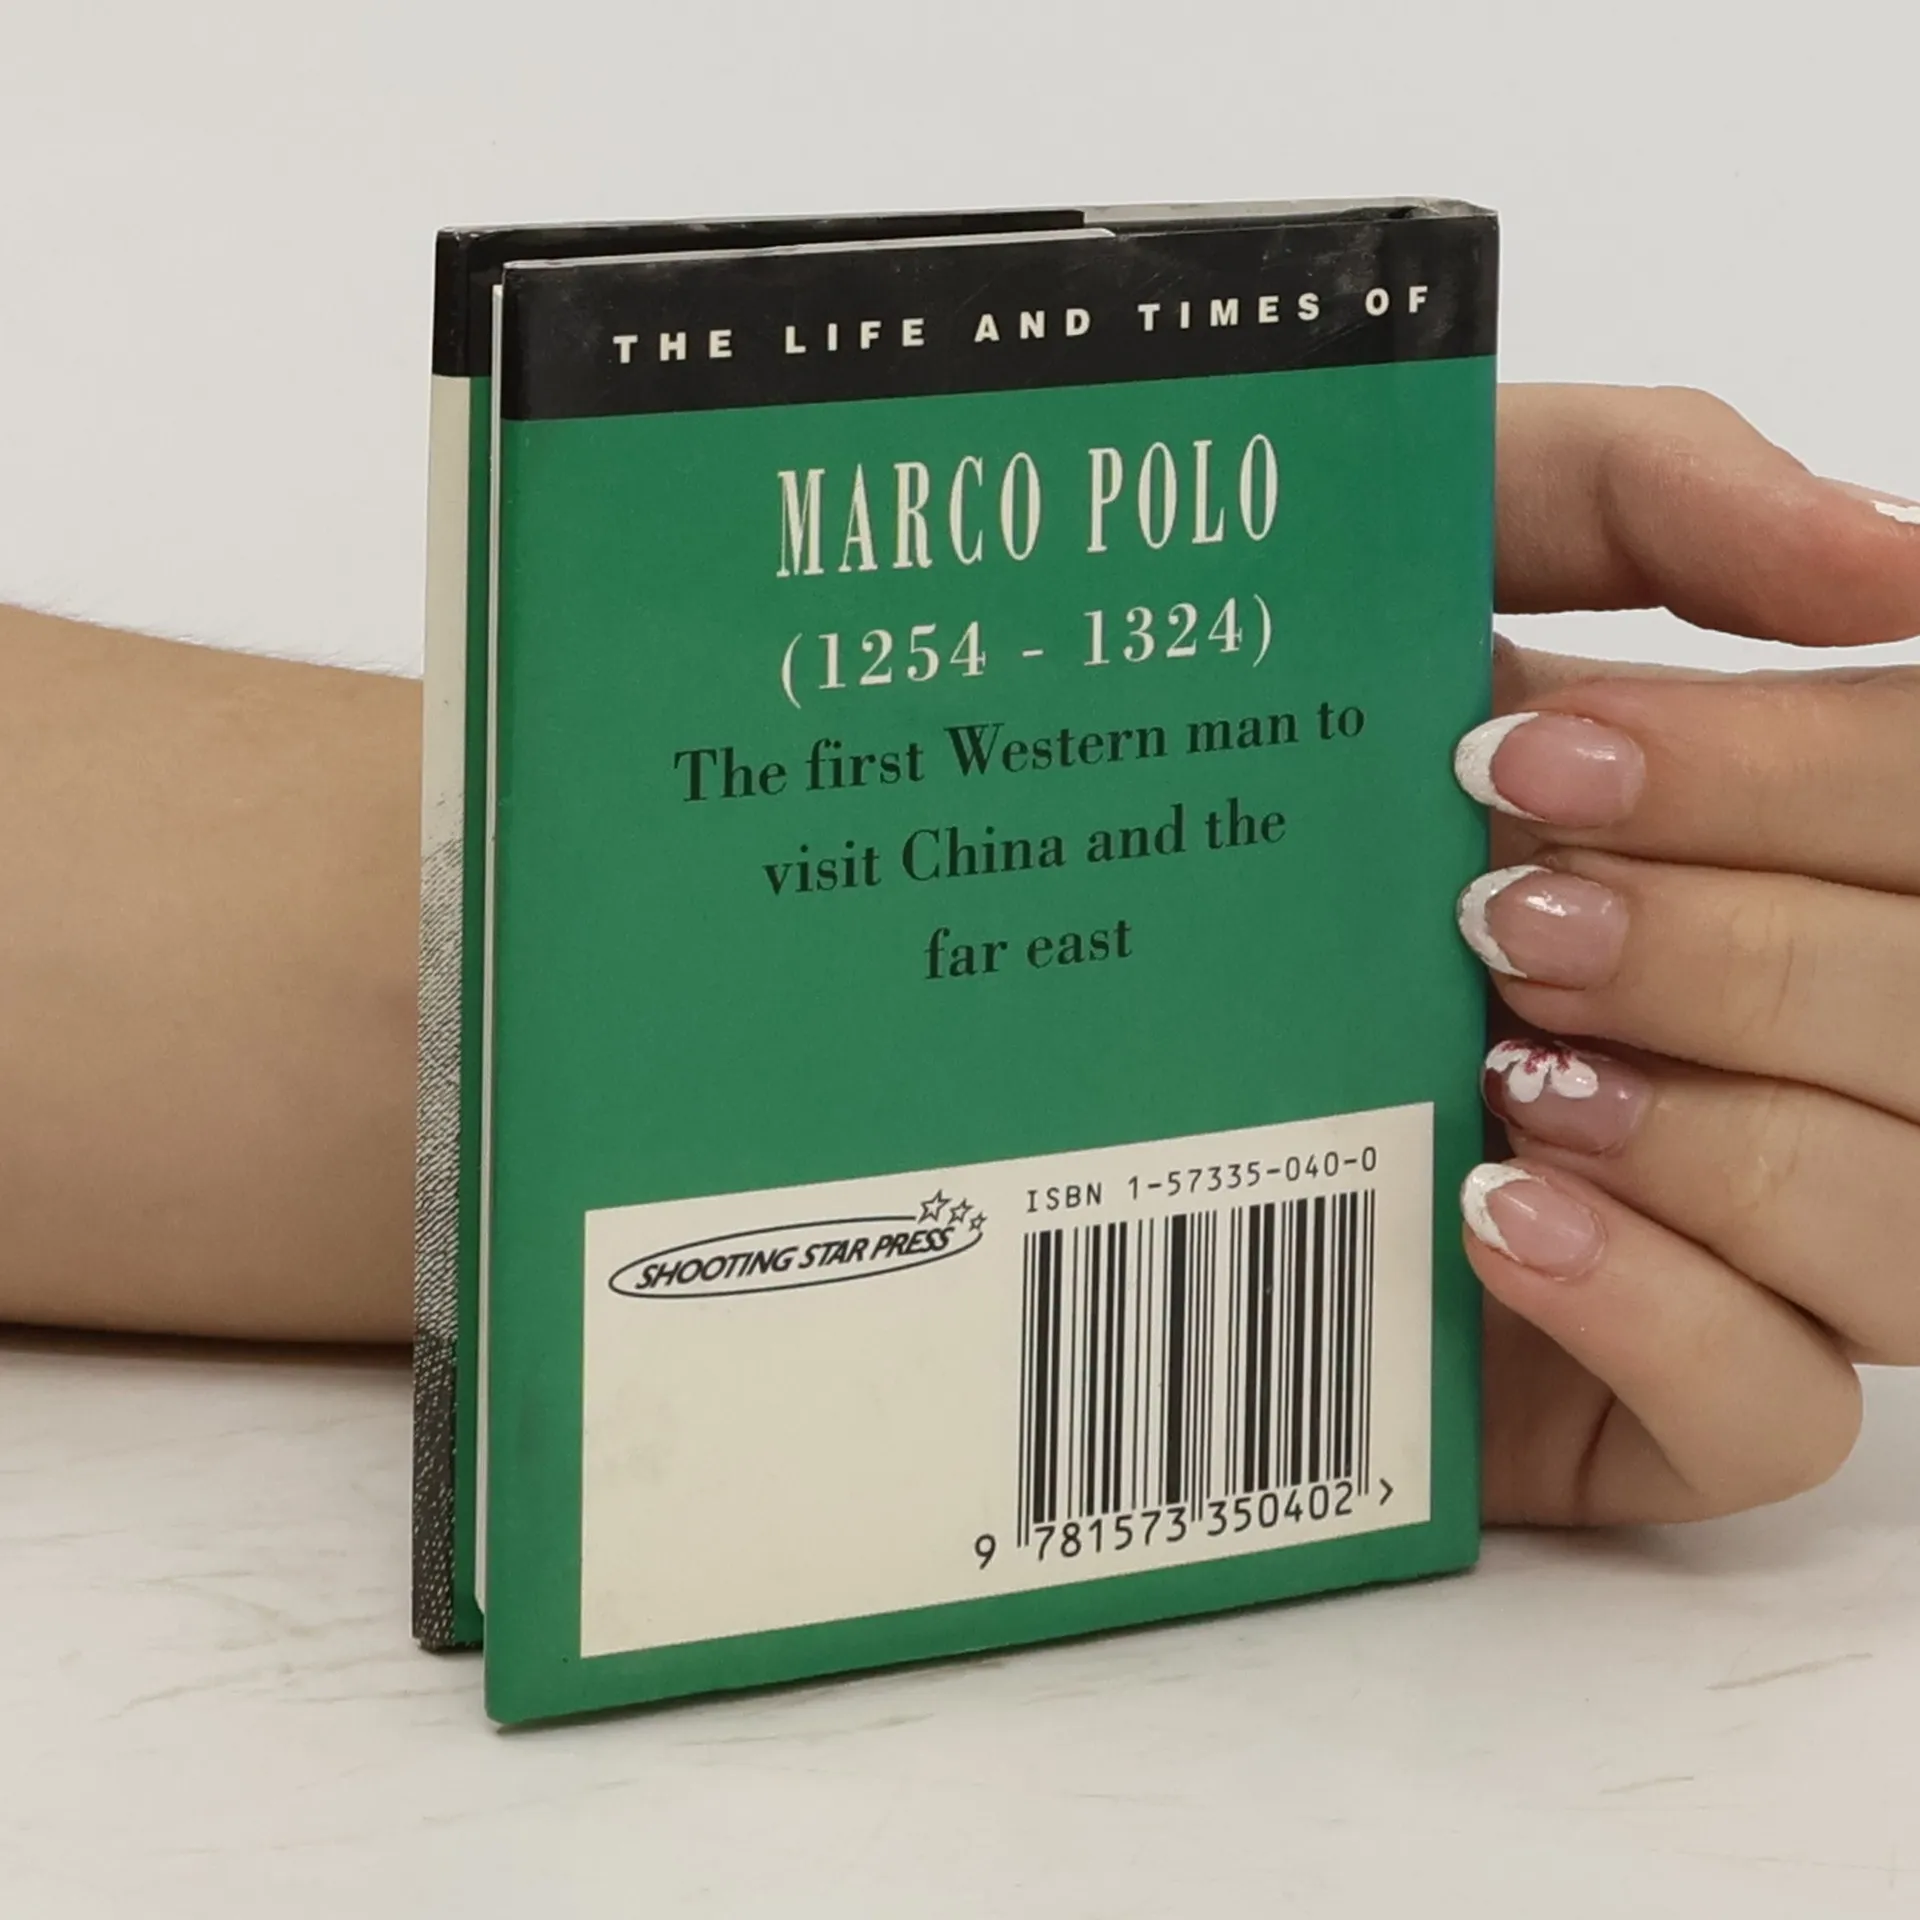 THE LIFE AND TIMES OF
MARCO POLO
(1254 - 1324)
The first Western man to
visit China and the
far east
SHOOTING STAR PRESS
ISBN 1-57335-040-0
9 781573 350402 >